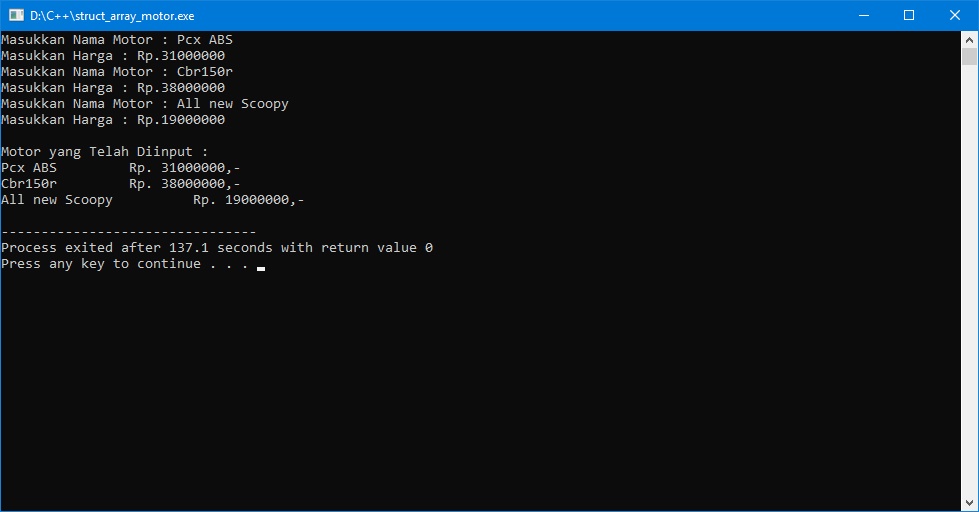 D:\C++\struct_array_motor.exe
Masukkan Nama Motor : Pcx ABS
Masukkan Harga : Rp.31000000
Masukkan Nama Motor : Cbr150r
Masukkan Harga : Rp.38000000
Masukkan Nama Motor : All new Scoopy
Masukkan Harga : Rp.19000000

Motor yang Telah Diinput :
Pcx ABS         Rp. 31000000,-
Cbr150r         Rp. 38000000,-
All new Scoopy          Rp. 19000000,-

--------------------------------
Process exited after 137.1 seconds with return value 0
Press any key to continue . . .